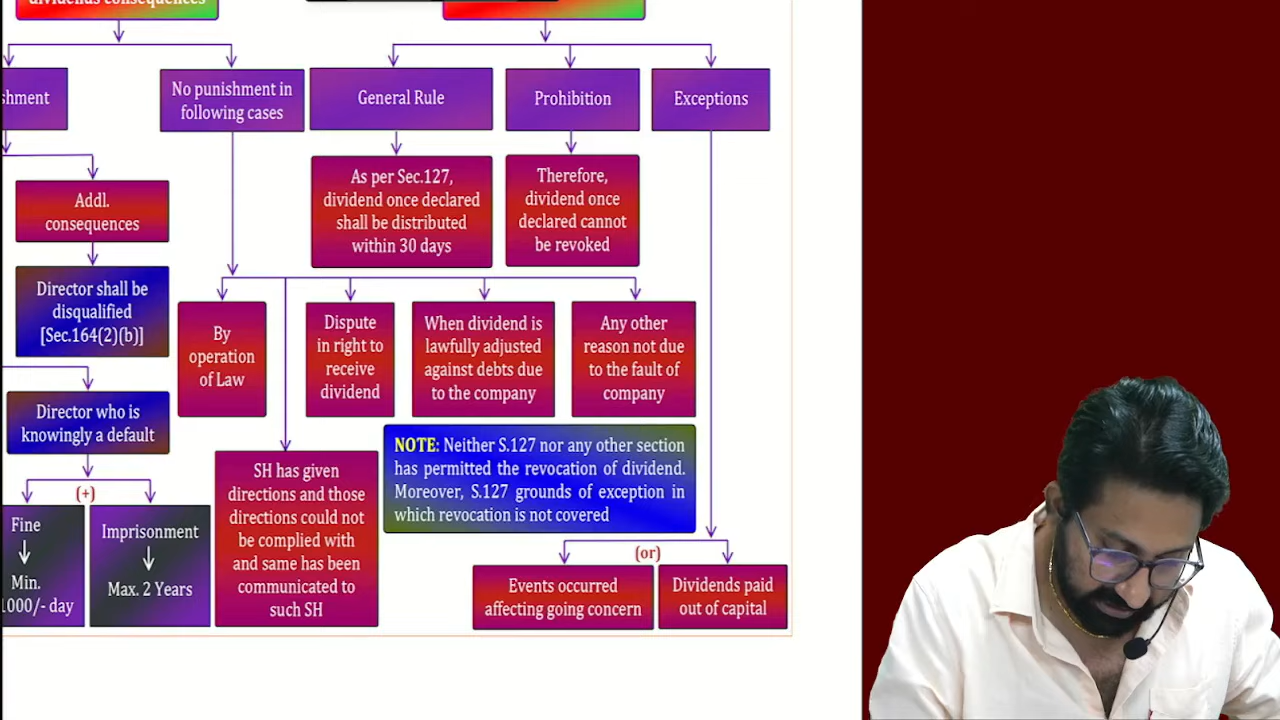 dividends consequences
shment
No punishment in
following cases
General Rule
Prohibition
Exceptions
Addl.
consequences
As per Sec.127,
dividend once declared
shall be distributed
within 30 days
Therefore,
dividend once
declared cannot
be revoked
Director shall be
disqualified
[Sec.164(2)(b)]
By
operation
of Law
Dispute
in right to
receive
dividend
When dividend is
lawfully adjusted
against debts due
to the company
Any other
reason not due
to the fault of
company
Director who is
knowingly a default
(+)
Fine
Min.
1000/- day
Imprisonment
Max. 2 Years
SH has given
directions and those
directions could not
be complied with
and same has been
communicated to
such SH
NOTE: Neither S.127 nor any other section
has permitted the revocation of dividend.
Moreover, S.127 grounds of exception in
which revocation is not covered
(or)
Events occurred
affecting going concern
Dividends paid
out of capital